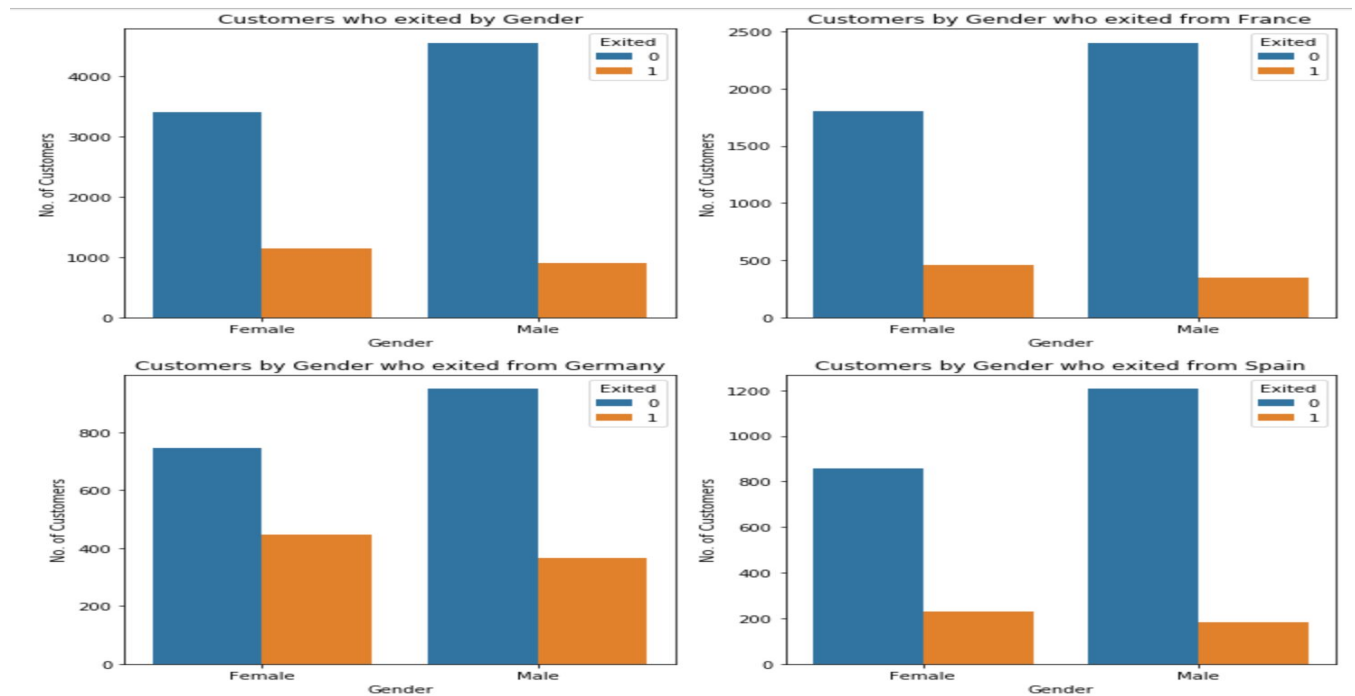 Customers who exited by Gender
No. of Customers
4000
3000
2000
1000
0
Exited
0
1
Female
Male
Gender
Customers by Gender who exited from France
No. of Customers
2500
2000
1500
1000
500
0
Exited
0
1
Female
Male
Gender
Customers by Gender who exited from Germany
No. of Customers
800
600
400
200
0
Exited
0
1
Female
Male
Gender
Customers by Gender who exited from Spain
No. of Customers
1200
1000
800
600
400
200
0
Exited
0
1
Female
Male
Gender